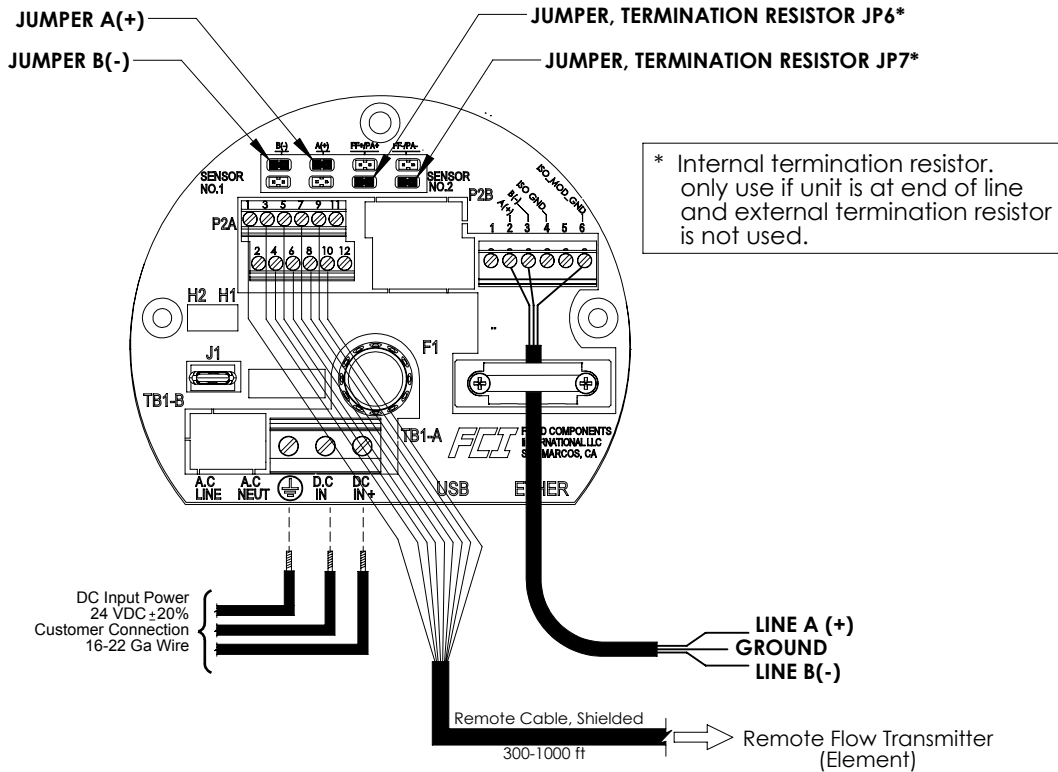 JUMPER A(+)
JUMPER B(-)
JUMPER, TERMINATION RESISTOR JP6*
JUMPER, TERMINATION RESISTOR JP7*
* Internal termination resistor.
only use if unit is at end of line
and external termination resistor
is not used.
B(-) A(+) FF+/PA+ FF-/PA-
SENSOR
NO.1
SENSOR
NO.2
P2A
1 3 5 7 9 11
2 4 6 8 10 12
P2B
A(+)
B(-)
ISO GND
ISO_MOD_GND
1 2 3 4 5 6
H2 H1
J1
F1
TB1-B
TB1-A
FCI
COMPONENTS
LLC
MARCOS, CA
A.C
LINE
A.C
NEUT
D.C
IN
DC
IN +
USB
DC Input Power
24 VDC ±20%
Customer Connection
16-22 Ga Wire
LINE A (+)
GROUND
LINE B(-)
Remote Cable, Shielded
300-1000 ft
Remote Flow Transmitter
(Element)